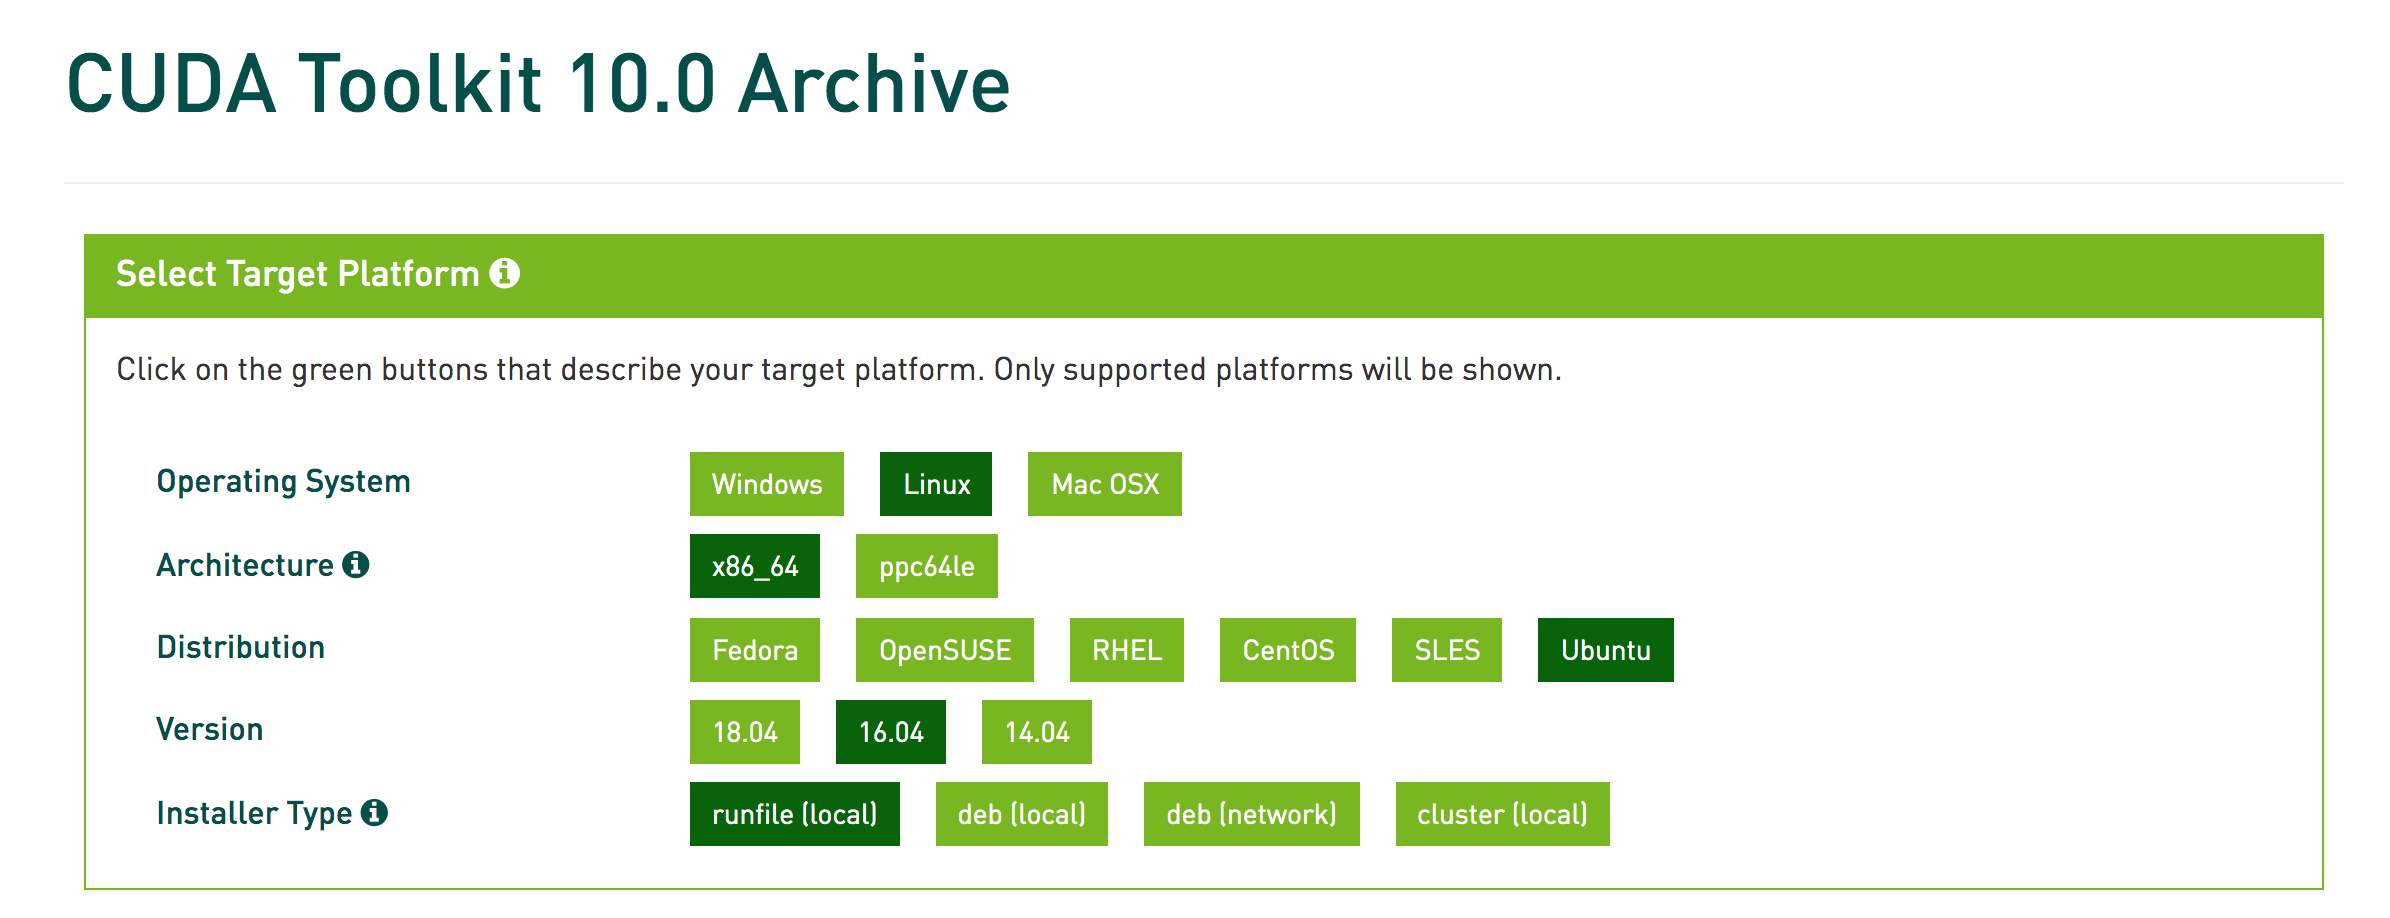 CUDA Toolkit 10.0 Archive
Select Target Platform
Click on the green buttons that describe your target platform. Only supported platforms will be shown.
Operating System Windows Linux Mac OSX
Architecture x86_64 ppc64le
Distribution Fedora OpenSUSE RHEL CentOS SLES Ubuntu
Version 18.04 16.04 14.04
Installer Type runfile (local) deb (local) deb (network) cluster (local)